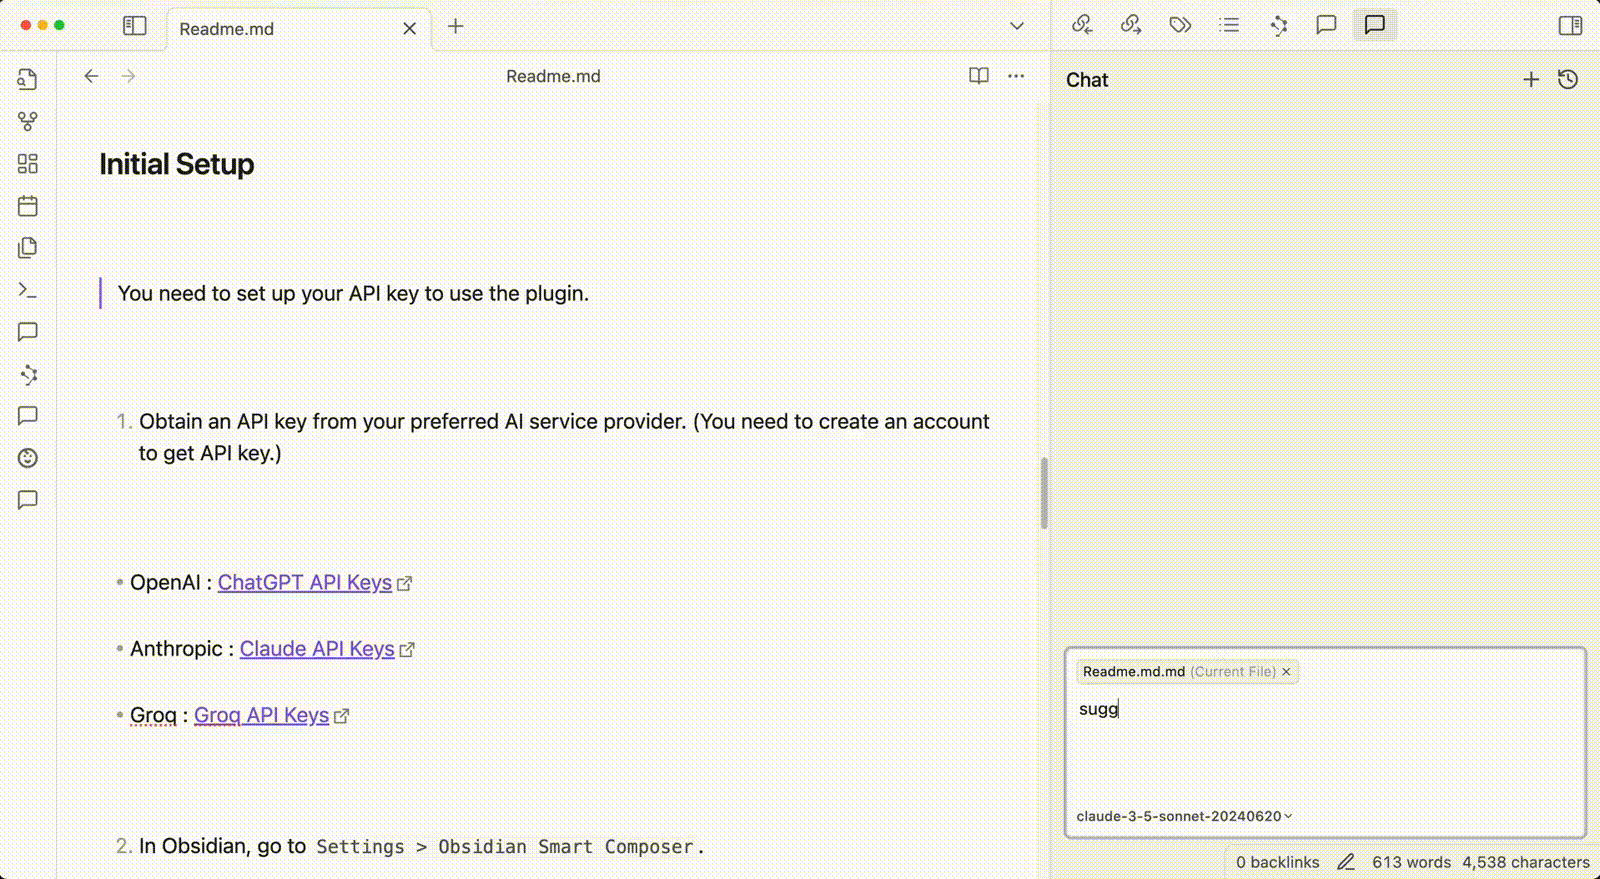 Readme.md
Readme.md
Initial Setup
You need to set up your API key to use the plugin.
1. Obtain an API key from your preferred AI service provider. (You need to create an account
to get API key.)
• OpenAI : ChatGPT API Keys
• Anthropic : Claude API Keys
• Groq : Groq API Keys
2. In Obsidian, go to Settings > Obsidian Smart Composer.
Chat
Readme.md.md (Current File) ×
sugg
claude-3-5-sonnet-20240620
0 backlinks 613 words 4,538 characters